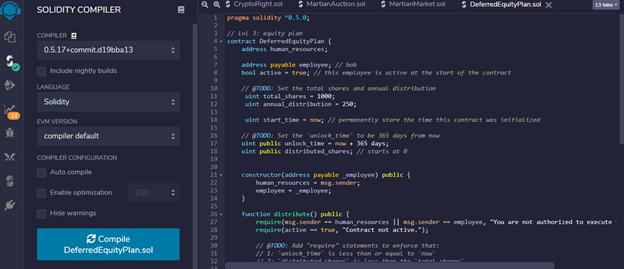 SOLIDITY COMPILER
COMPILER
0.5.17+commit.d19bba13
Include nightly builds
LANGUAGE
Solidity
EVM VERSION
compiler default
COMPILER CONFIGURATION
Auto compile
Enable optimization
200
Hide warnings
Compile
DeferredEquityPlan.sol
CryptoRight.sol
MartianAuction.sol
MartianMarket.sol
DeferredEquityPlan.sol
13 tabs
1 pragma solidity ^0.5.0;
2
3 // Lvl 3: equity plan
4 contract DeferredEquityPlan {
5 address human_resources;
6
7 address payable employee; // bob
8 bool active = true; // this employee is active at the start of the contract
9
10 // @TODO: Set the total shares and annual distribution
11 uint total_shares = 1000;
12 uint annual_distribution = 250;
13
14 uint start_time = now; // permanently store the time this contract was initialized
15
16 // @TODO: Set the `unlock_time` to be 365 days from now
17 uint public unlock_time = now + 365 days;
18 uint public distributed_shares; // starts at 0
19
20
21 constructor(address payable _employee) public {
22 human_resources = msg.sender;
23 employee = _employee;
24 }
25
26 function distribute() public {
27 require(msg.sender == human_resources || msg.sender == employee, "You are not authorized to execute
28 require(active == true, "Contract not active.");
29
30 // @TODO: Add "require" statements to enforce that:
31 // 1: `unlock_time` is less than or equal to `now`
32 // 2: `distributed_shares` is less than the `total_shares`